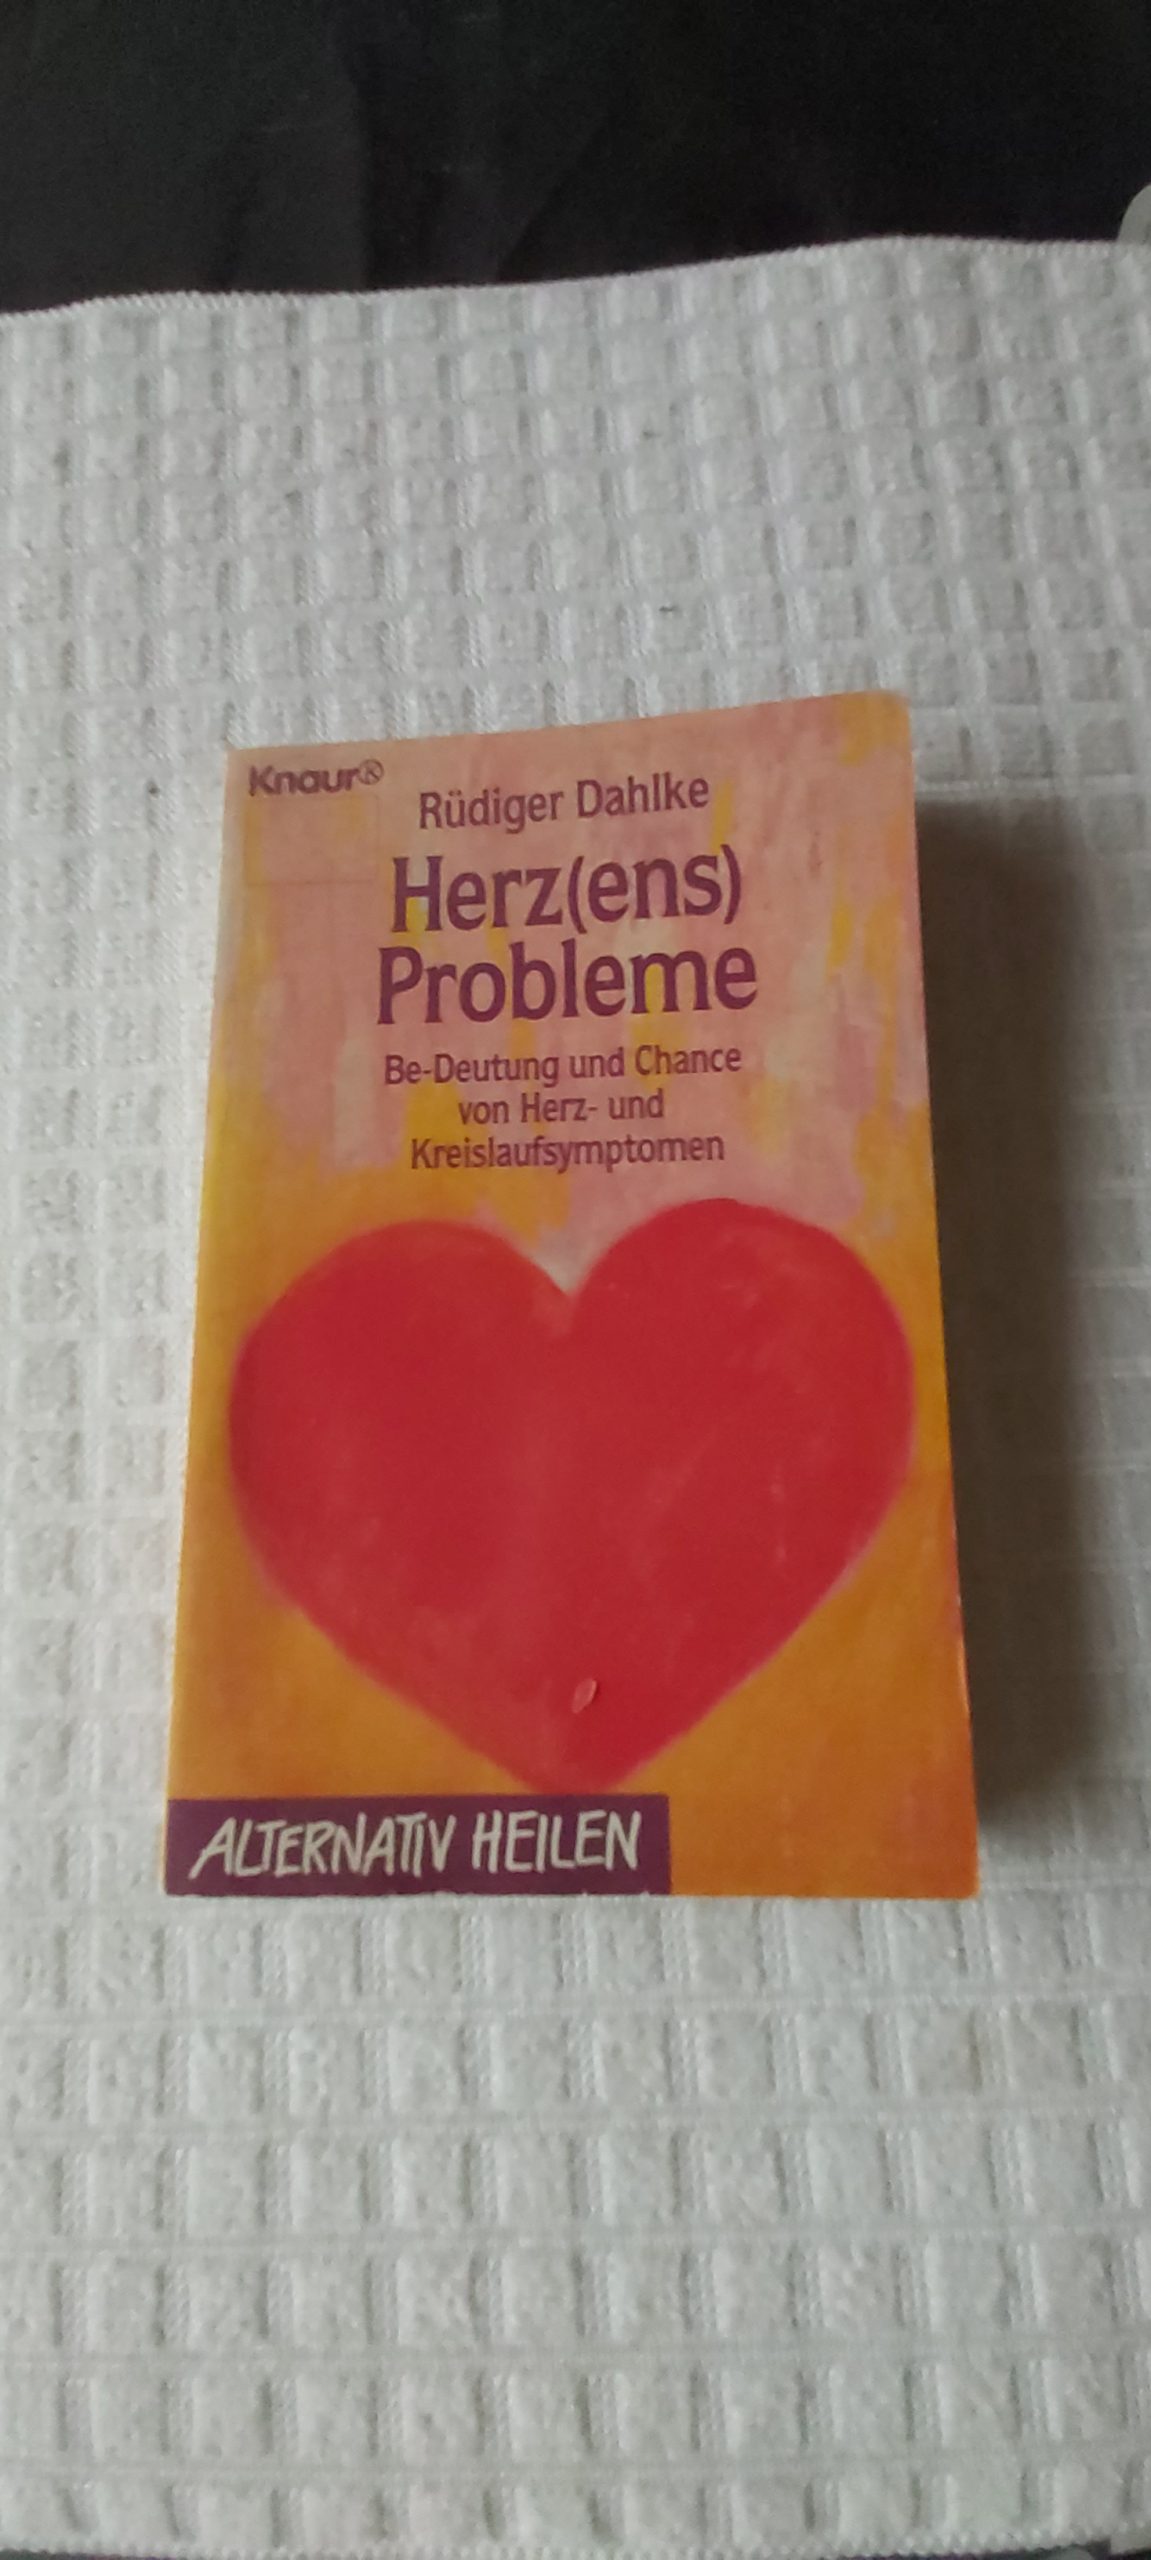 Knaur®
Rüdiger Dahlke
Herz(ens)
Probleme
Be-Deutung und Chance
von Herz- und
Kreislaufsymptomen
ALTERNATIV HEILEN